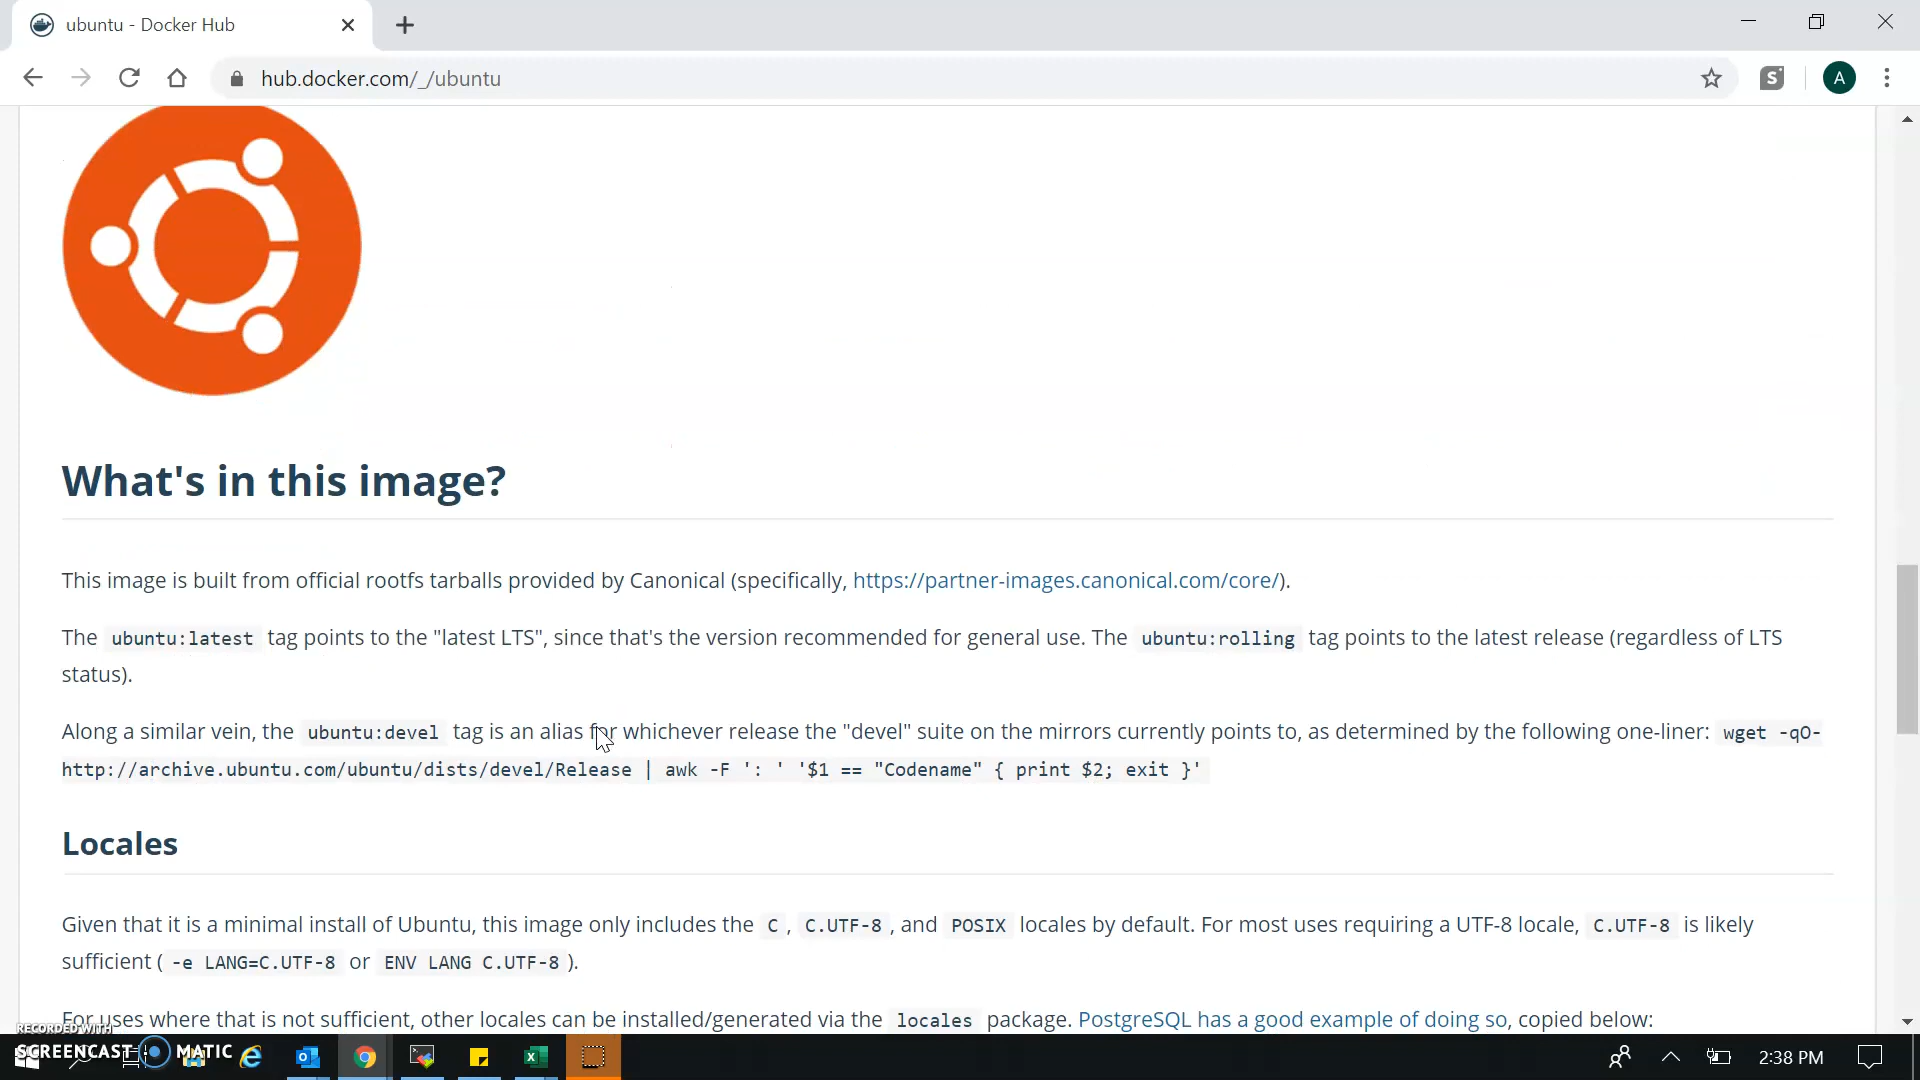 ubuntu - Docker Hub
hub.docker.com/_/ubuntu
S
A
What's in this image?
This image is built from official rootfs tarballs provided by Canonical (specifically, https://partner-images.canonical.com/core/).
The ubuntu:latest tag points to the "latest LTS", since that's the version recommended for general use. The ubuntu:rolling tag points to the latest release (regardless of LTS
status).
Along a similar vein, the ubuntu:devel tag is an alias for whichever release the "devel" suite on the mirrors currently points to, as determined by the following one-liner: wget -qO-
http://archive.ubuntu.com/ubuntu/dists/devel/Release | awk -F ': ' '$1 == "Codename" { print $2; exit }'
Locales
Given that it is a minimal install of Ubuntu, this image only includes the C, C.UTF-8, and POSIX locales by default. For most uses requiring a UTF-8 locale, C.UTF-8 is likely
sufficient ( -e LANG=C.UTF-8 or ENV LANG C.UTF-8 ).
For uses where that is not sufficient, other locales can be installed/generated via the locales package. PostgreSQL has a good example of doing so, copied below:
RECORDED WITH
SCREENCAST MATIC
2:38 PM